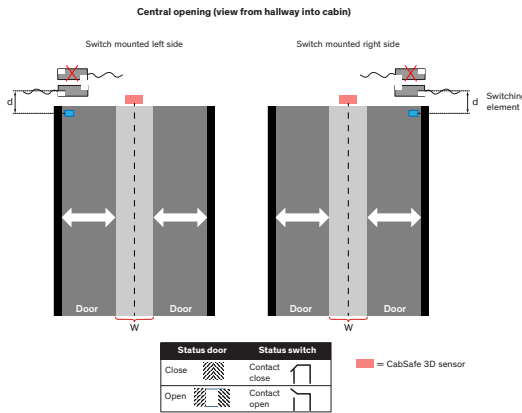 Central opening (view from hallway into cabin)
Switch mounted left side
Switch mounted right side
d
d
Switching
element
Door
Door
Door
Door
W
W
Status door
Status switch
Close
Contact
close
Open
Contact
open
= CabSafe 3D sensor